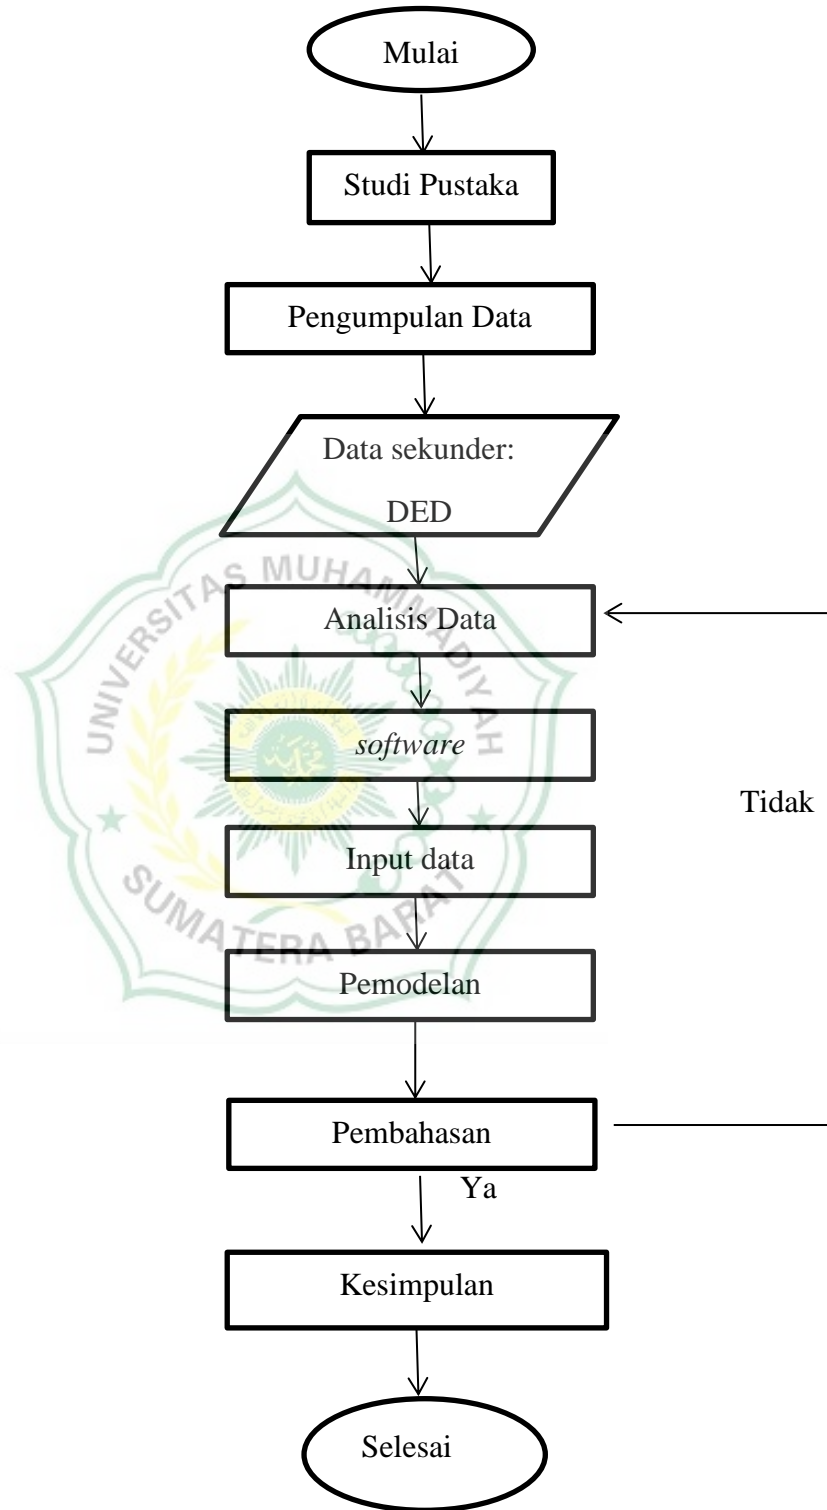 Mulai
Studi Pustaka
Pengumpulan Data
Data sekunder:
DED
UNIVERSITAS MUHAMMADIYAH
Analisis Data
software
Tidak
Input data
SUMATERA BARAT
Pemodelan
Pembahasan
Ya
Kesimpulan
Selesai